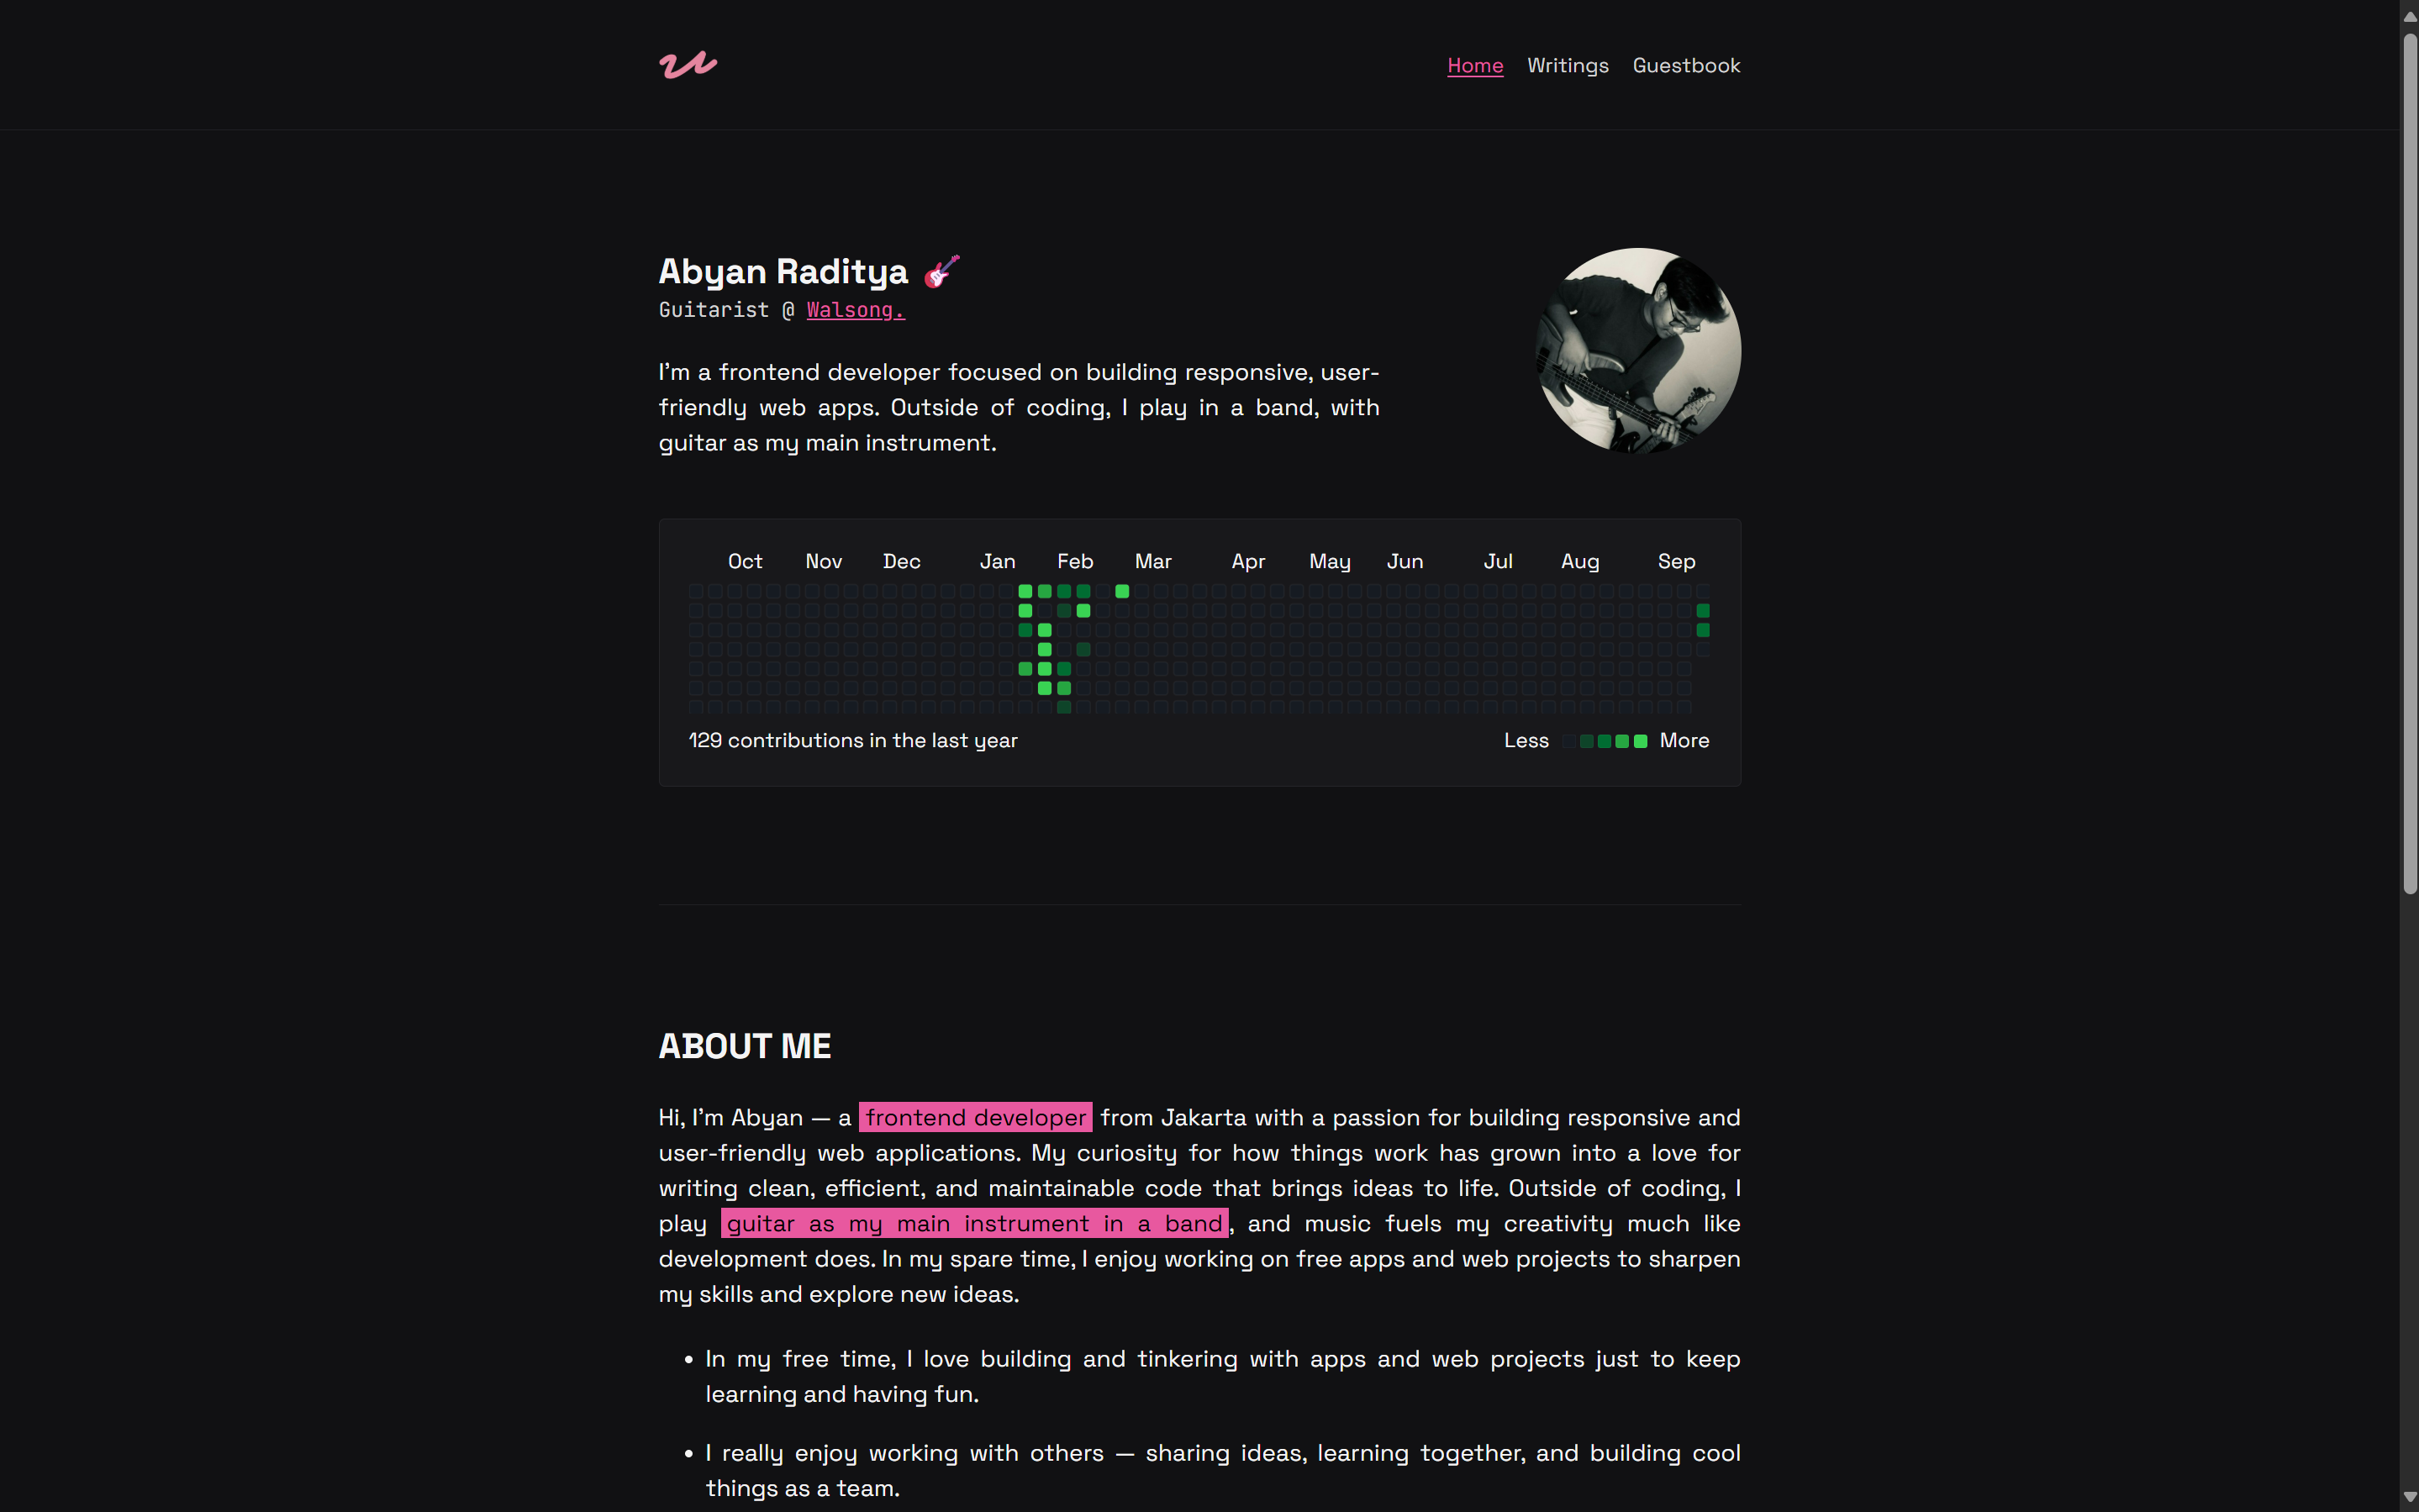 Home Writings Guestbook
Abyan Raditya 🎸
Guitarist @ Walsong.
I'm a frontend developer focused on building responsive, user-
friendly web apps. Outside of coding, I play in a band, with
guitar as my main instrument.
Oct Nov Dec Jan Feb Mar Apr May Jun Jul Aug Sep
129 contributions in the last year
Less More
ABOUT ME
Hi, I'm Abyan — a frontend developer from Jakarta with a passion for building responsive and
user-friendly web applications. My curiosity for how things work has grown into a love for
writing clean, efficient, and maintainable code that brings ideas to life. Outside of coding, I
play guitar as my main instrument in a band, and music fuels my creativity much like
development does. In my spare time, I enjoy working on free apps and web projects to sharpen
my skills and explore new ideas.
• In my free time, I love building and tinkering with apps and web projects just to keep
learning and having fun.
• I really enjoy working with others — sharing ideas, learning together, and building cool
things as a team.